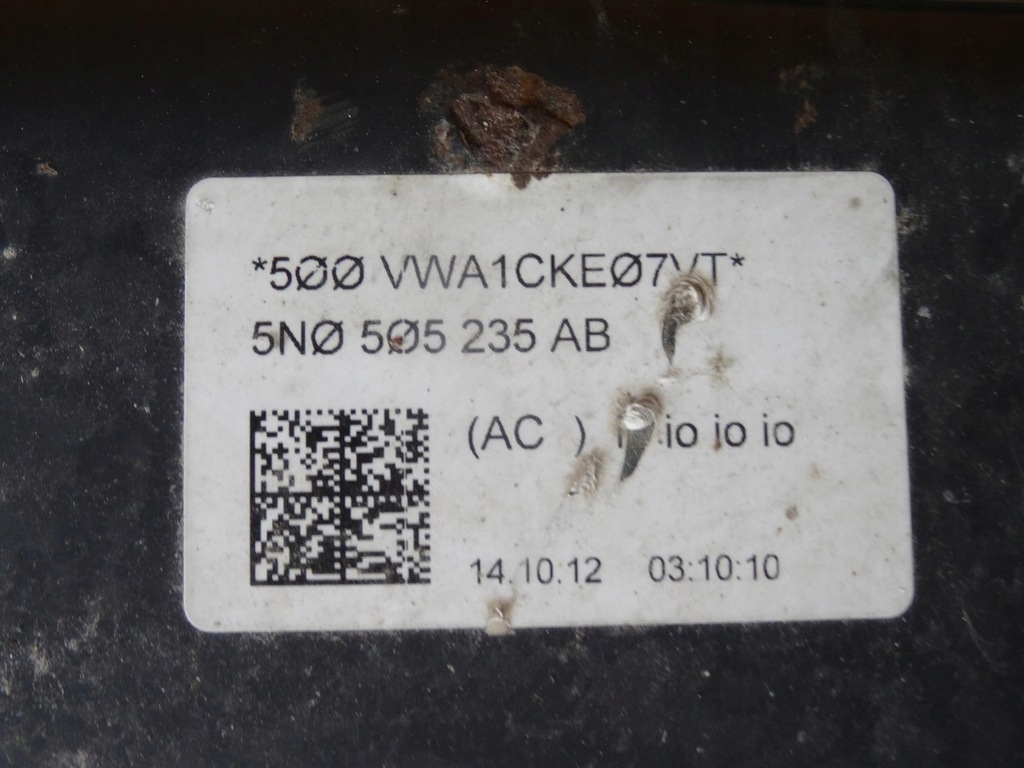 *5ØØ VWA1CKEØ7VT*
5NØ 5Ø5 235 AB
(AC ) io io io
14.10.12 03:10:10